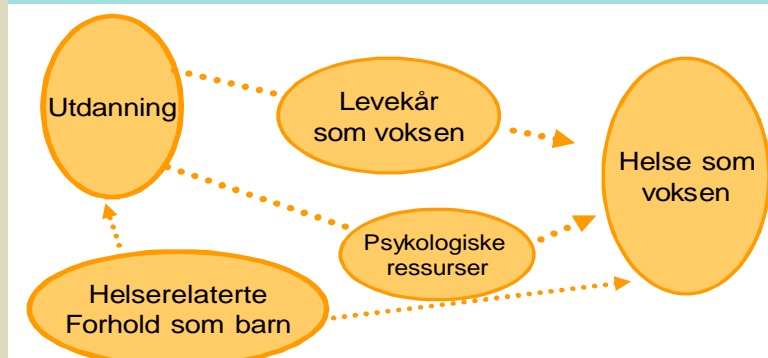 Utdanning
Levekår
som voksen
Helse som
voksen
Psykologiske
ressurser
Helserelaterte
Forhold som barn